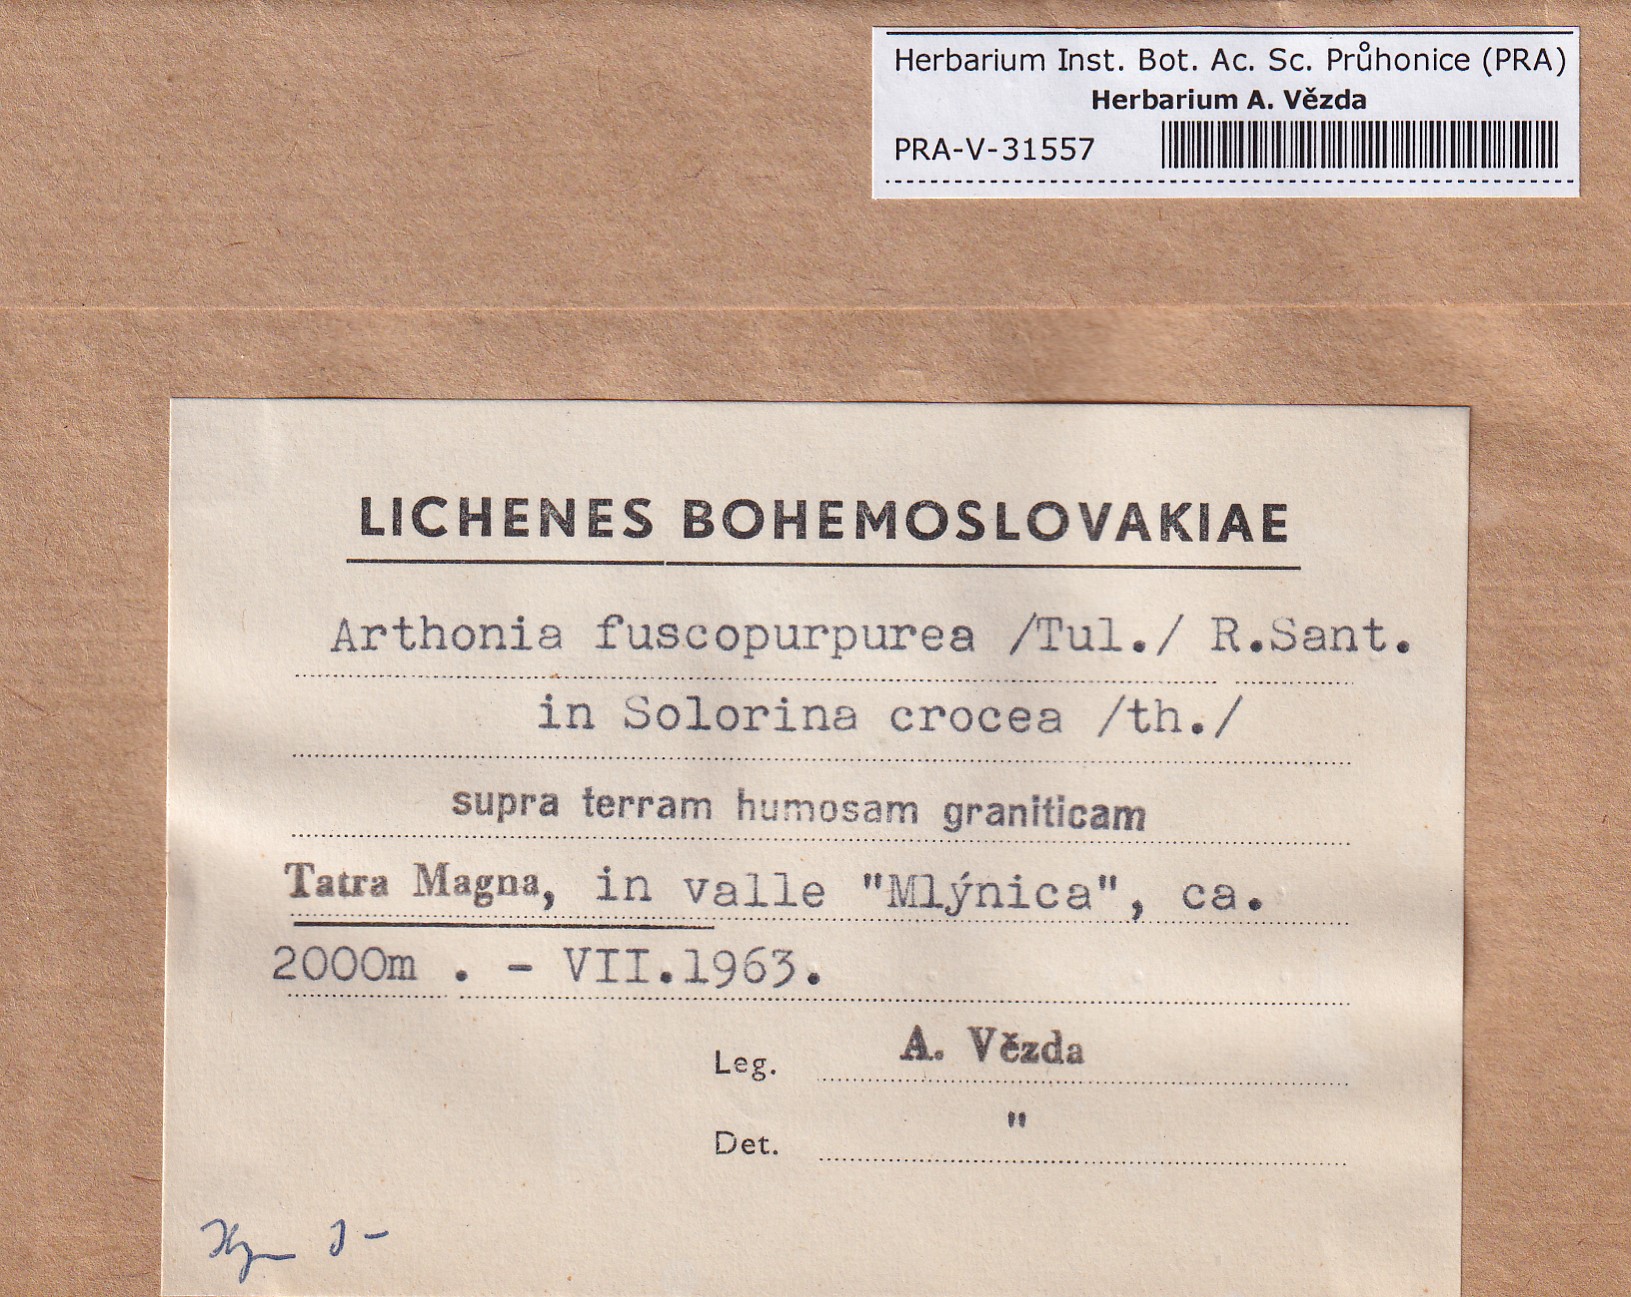 Herbarium Inst. Bot. Ac. Sc. Průhonice (PRA)
Herbarium A. Vězda
PRA-V-31557
LICHENES BOHEMOSLOVAKIAE
Arthonia fuscopurpurea /Tul./ R.Sant.
in Solorina crocea /th./
supra terram humosam graniticam
Tatra Magna, in valle "Mlýnica", ca.
2000m . - VII.1963.
Leg. A. Vězda
Det. "
Hym J-